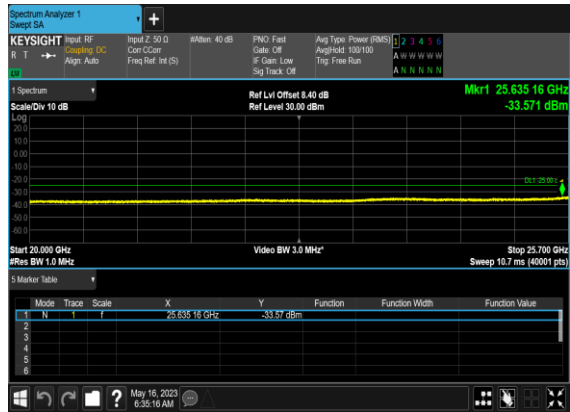 Spectrum Analyzer 1
Swept SA
+
KEYSIGHT Input: RF Input Z: 50 Ω #Atten: 40 dB PNO: Fast Avg Type: Power (RMS) 1 2 3 4 5 6
R T Coupling: DC Corr CCorr Gate: Off Avg|Hold: 100/100 A W W W W W
Align: Auto Freq Ref: Int (S) IF Gain: Low Trig: Free Run
LW Sig Track: Off A N N N N N
1 Spectrum Ref Lvl Offset 8.40 dB Mkr1 25.635 16 GHz
Scale/Div 10 dB Ref Level 30.00 dBm -33.571 dBm
Log
20.0
10.0
0.00
-10.0
-20.0
DL1 -25.00
-30.0
-40.0
-50.0
-60.0
Start 20.000 GHz Video BW 3.0 MHz* Stop 25.700 GHz
#Res BW 1.0 MHz Sweep 10.7 ms (40001 pts)
5 Marker Table
Mode Trace Scale X Y Function Function Width Function Value
1 N 1 f 25.635 16 GHz -33.57 dBm
2
3
4
5
6
? May 16, 2023
6:35:16 AM